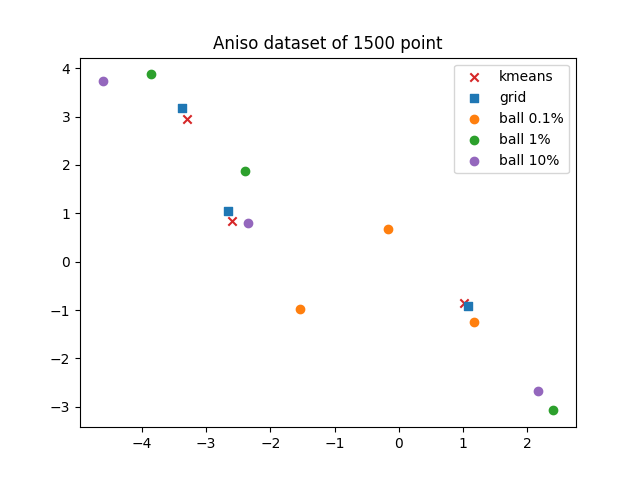 Aniso dataset of 1500 point
kmeans
grid
ball 0.1%
ball 1%
ball 10%
4
3
2
1
0
−1
−2
−3
−4 −3 −2 −1 0 1 2